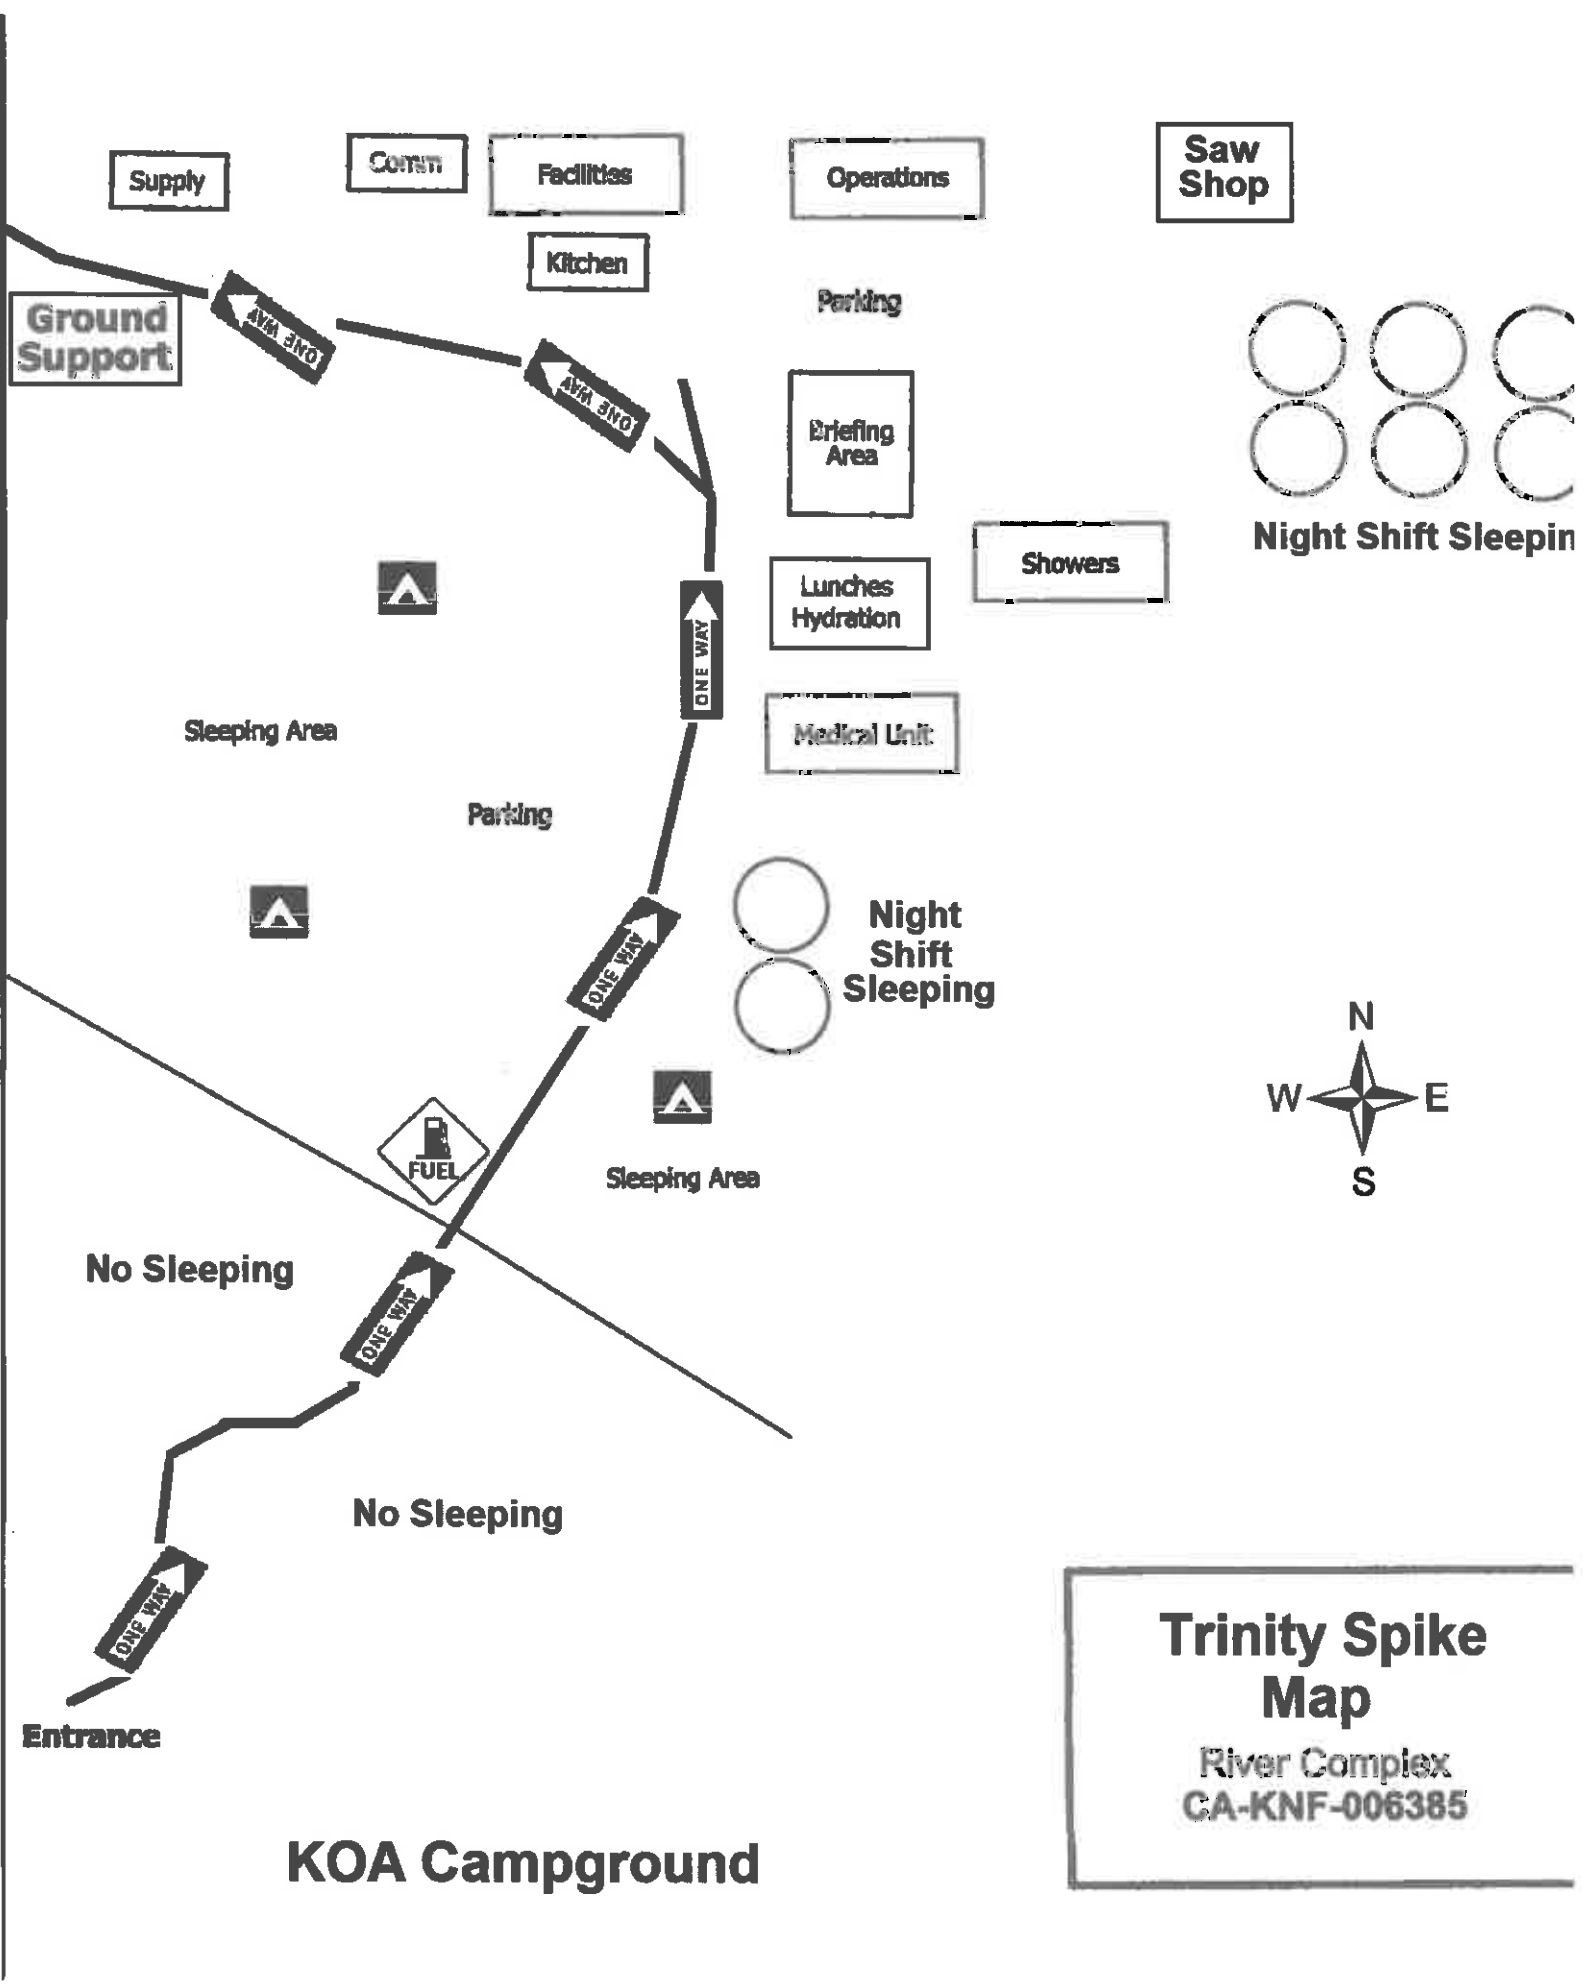 Supply
Comm
Facilities
Operations
Saw
Shop
Kitchen
Parking
Ground
Support
ONE WAY
ONE WAY
Briefing
Area
Night Shift Sleepin
Showers
Lunches
Hydration
ONE WAY
Sleeping Area
Medical Unit
Parking
Night
Shift
Sleeping
ONE WAY
N
W E
S
FUEL
Sleeping Area
No Sleeping
ONE WAY
No Sleeping
ONE WAY
Entrance
Trinity Spike
Map
River Complex
CA-KNF-006385
KOA Campground